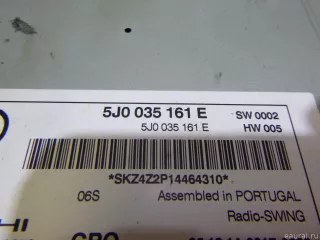 5J0 035 161 E SW 0002
5J0 035 161 E HW 005
*SKZ4Z2P14464310*
06S Assembled in PORTUGAL
Radio-SWING